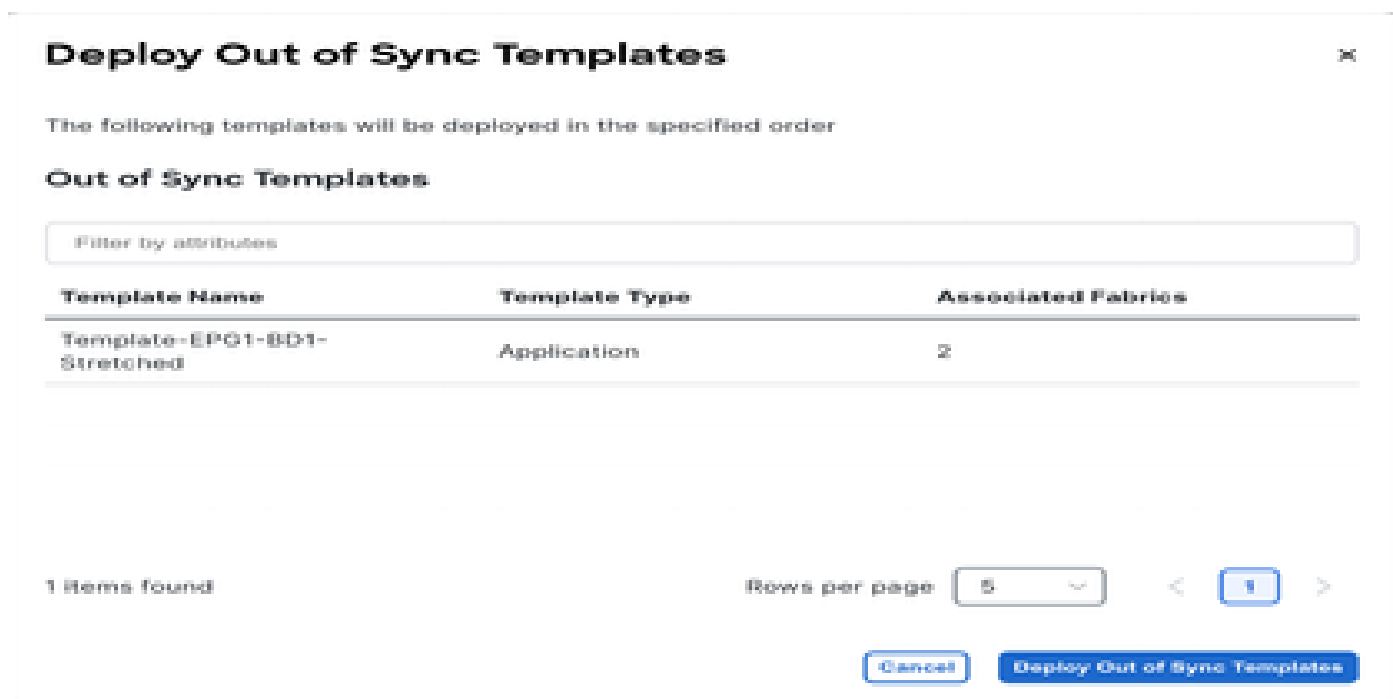 Deploy Out of Sync Templates
The following templates will be deployed in the specified order
Out of Sync Templates
Filter by attributes
Template Name Template Type Associated Fabrics
Template-EPG1-BD1-
Stretched Application 2
1 items found Rows per page 5 1
Cancel Deploy Out of Sync Templates